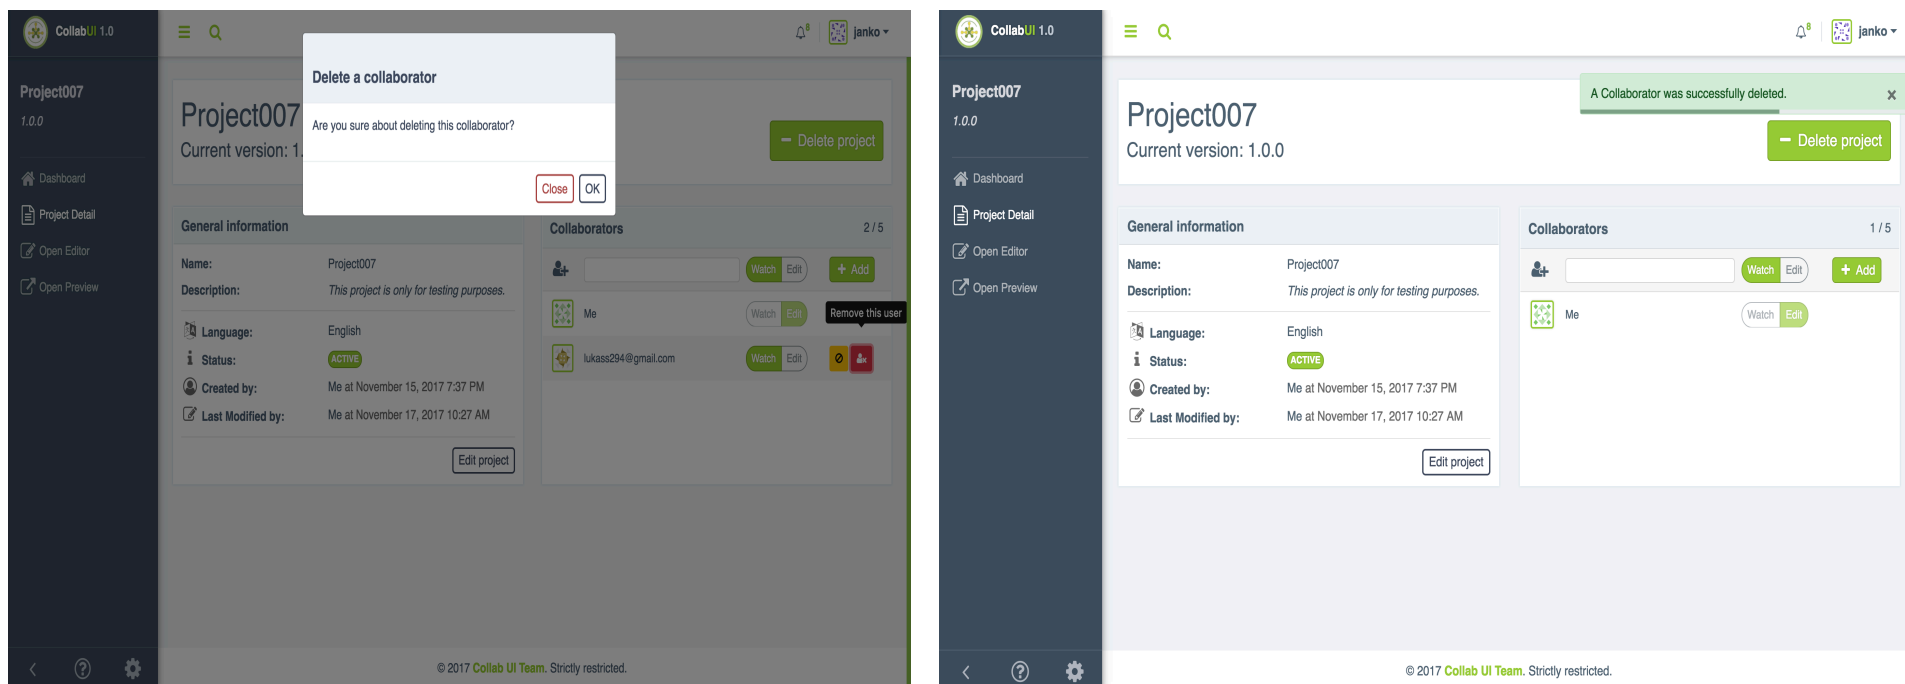 CollabUI 1.0
8
janko
Delete a collaborator
Are you sure about deleting this collaborator?
Close
OK
Project007
1.0.0
Dashboard
Project Detail
Open Editor
Open Preview
Project007
Current version: 1.
Delete project
General information
Name: Project007
Description: This project is only for testing purposes.
Language: English
Status: ACTIVE
Created by: Me at November 15, 2017 7:37 PM
Last Modified by: Me at November 17, 2017 10:27 AM
Edit project
Collaborators 2 / 5
Watch Edit + Add
Me Watch Edit
Remove this user
lukass294@gmail.com Watch Edit
© 2017 Collab UI Team. Strictly restricted.
CollabUI 1.0
8
janko
A Collaborator was successfully deleted.
Project007
1.0.0
Dashboard
Project Detail
Open Editor
Open Preview
Project007
Current version: 1.0.0
Delete project
General information
Name: Project007
Description: This project is only for testing purposes.
Language: English
Status: ACTIVE
Created by: Me at November 15, 2017 7:37 PM
Last Modified by: Me at November 17, 2017 10:27 AM
Edit project
Collaborators 1 / 5
Watch Edit + Add
Me Watch Edit
© 2017 Collab UI Team. Strictly restricted.